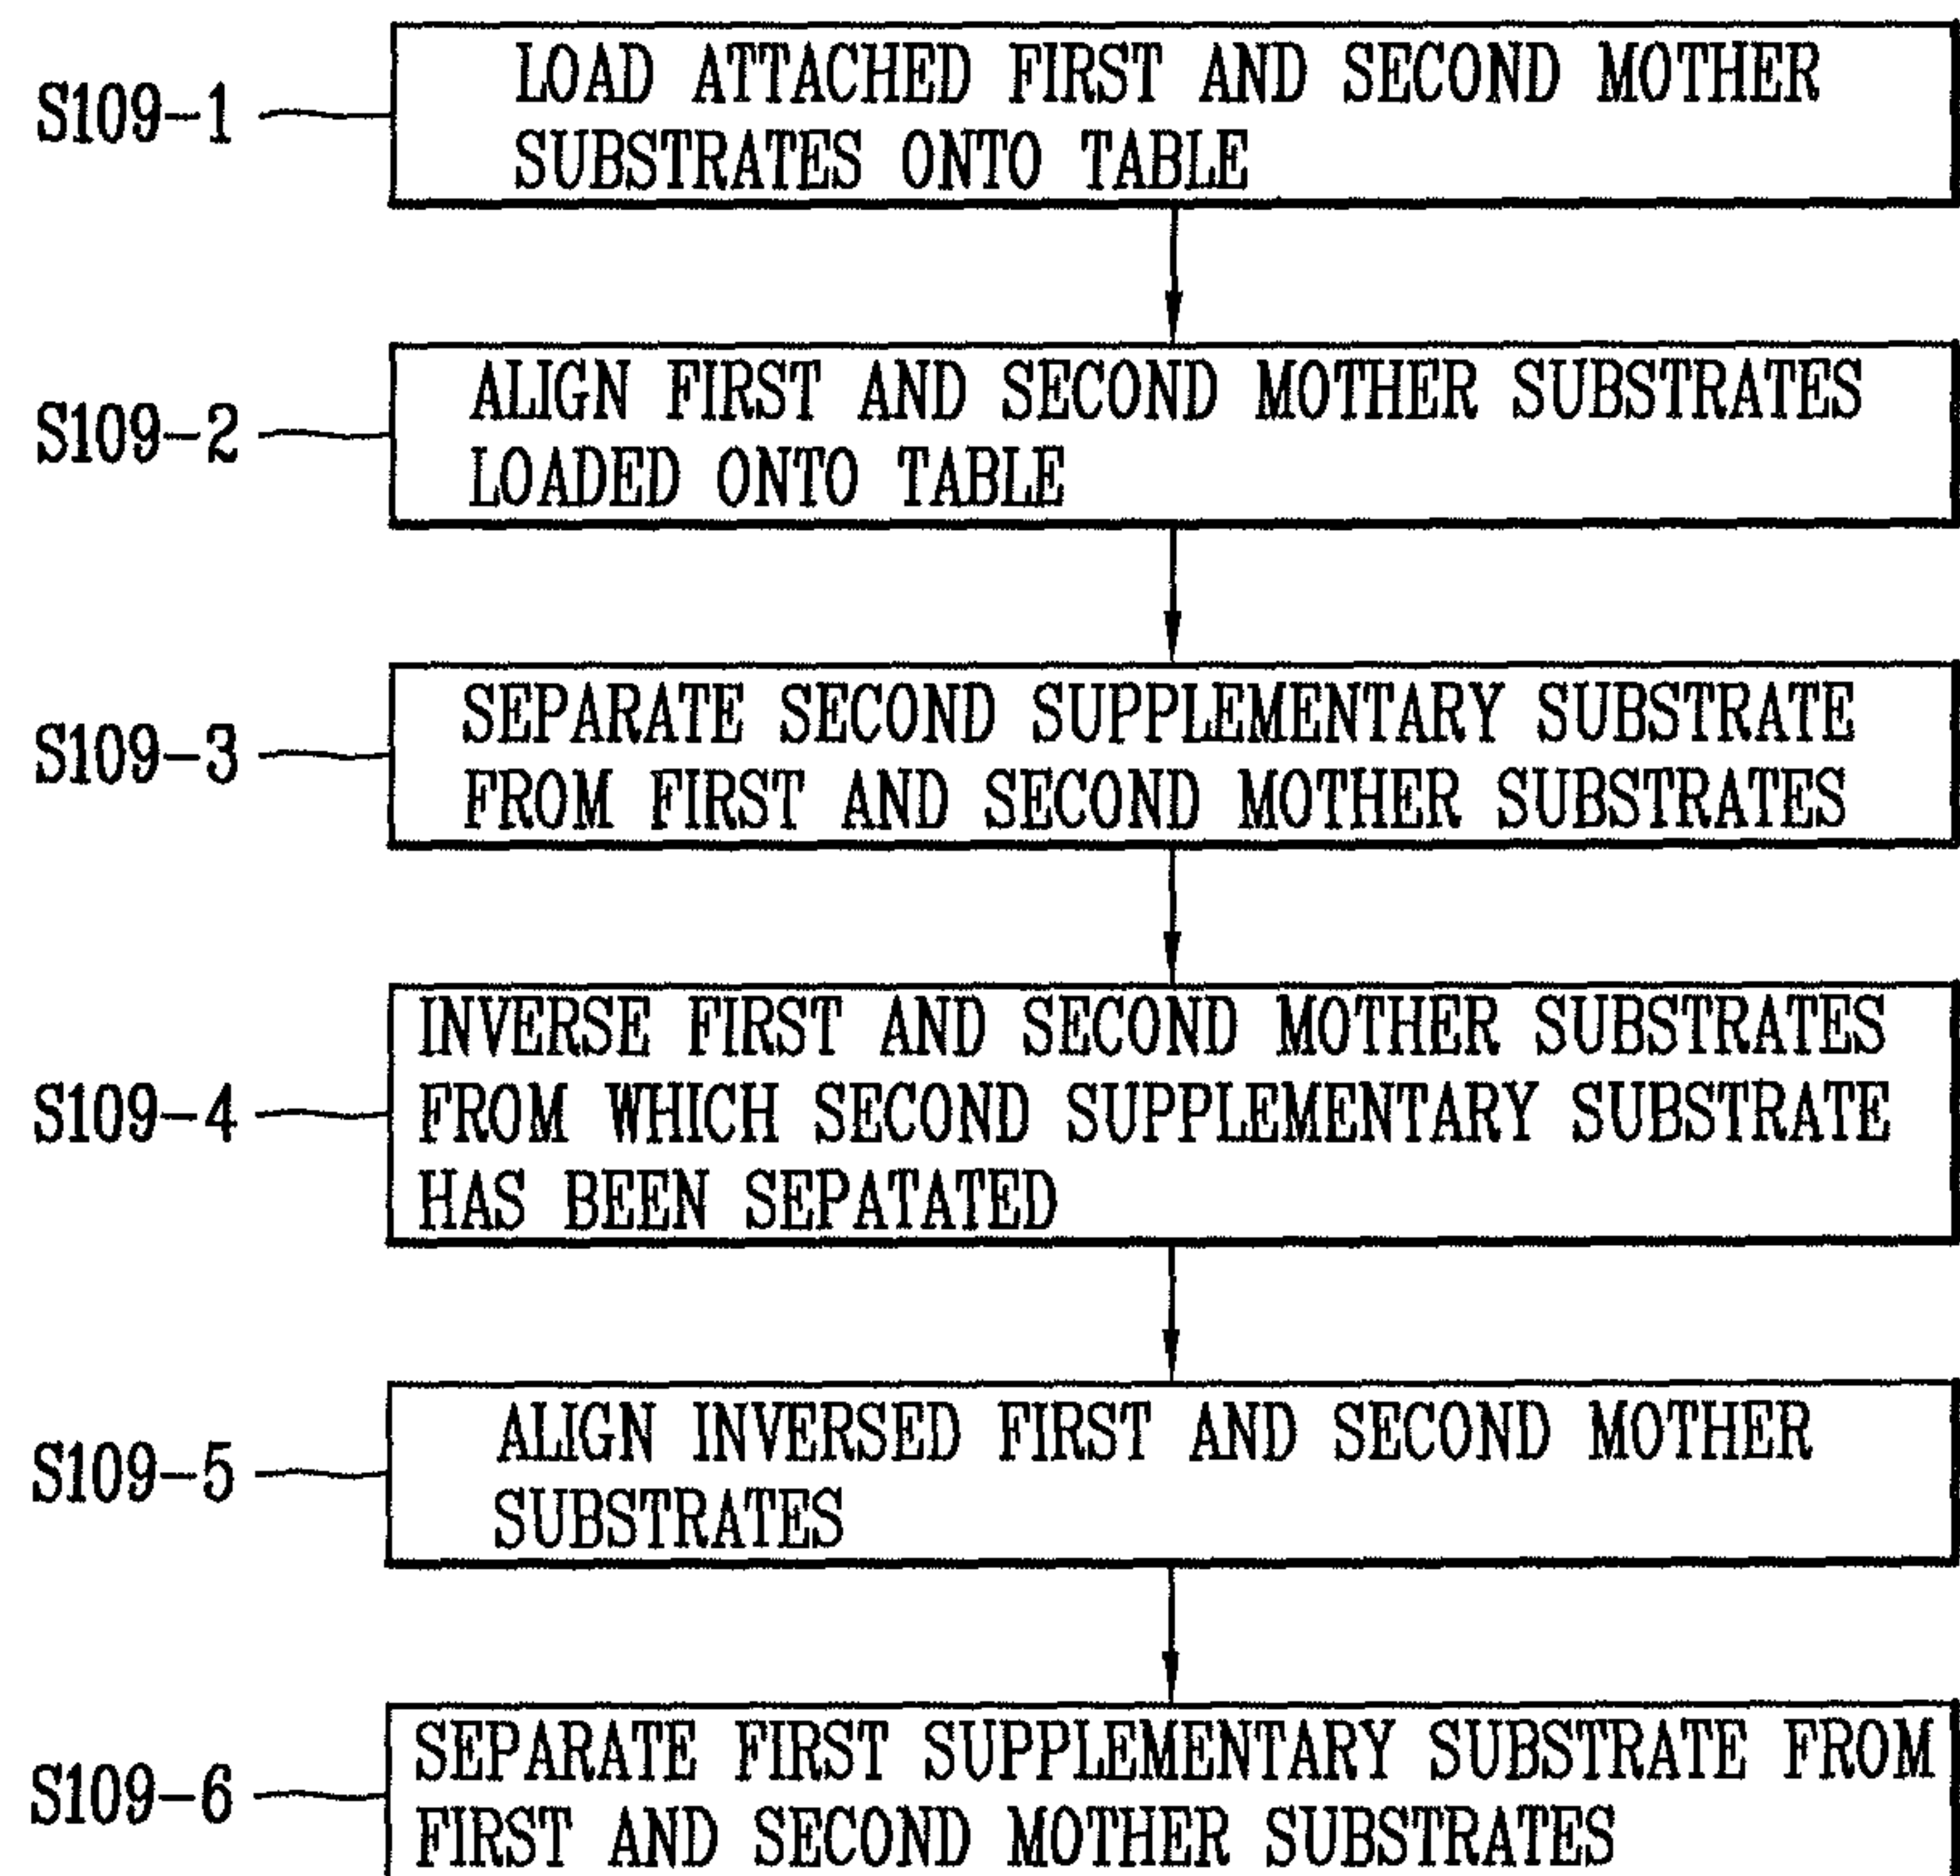 S109-1
LOAD ATTACHED FIRST AND SECOND MOTHER
SUBSTRATES ONTO TABLE
S109-2
ALIGN FIRST AND SECOND MOTHER SUBSTRATES
LOADED ONTO TABLE
S109-3
SEPARATE SECOND SUPPLEMENTARY SUBSTRATE
FROM FIRST AND SECOND MOTHER SUBSTRATES
S109-4
INVERSE FIRST AND SECOND MOTHER SUBSTRATES
FROM WHICH SECOND SUPPLEMENTARY SUBSTRATE
HAS BEEN SEPATATED
S109-5
ALIGN INVERSED FIRST AND SECOND MOTHER
SUBSTRATES
S109-6
SEPARATE FIRST SUPPLEMENTARY SUBSTRATE FROM
FIRST AND SECOND MOTHER SUBSTRATES